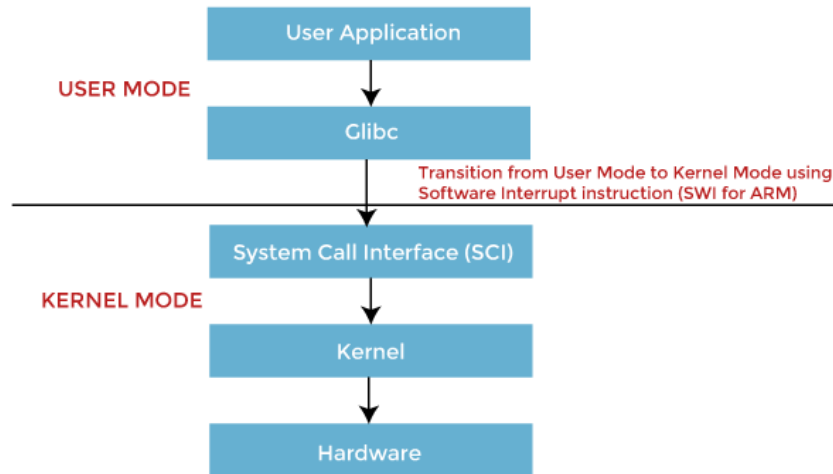 User Application
USER MODE
Glibc
Transition from User Mode to Kernel Mode using
Software Interrupt instruction (SWI for ARM)
System Call Interface (SCI)
KERNEL MODE
Kernel
Hardware